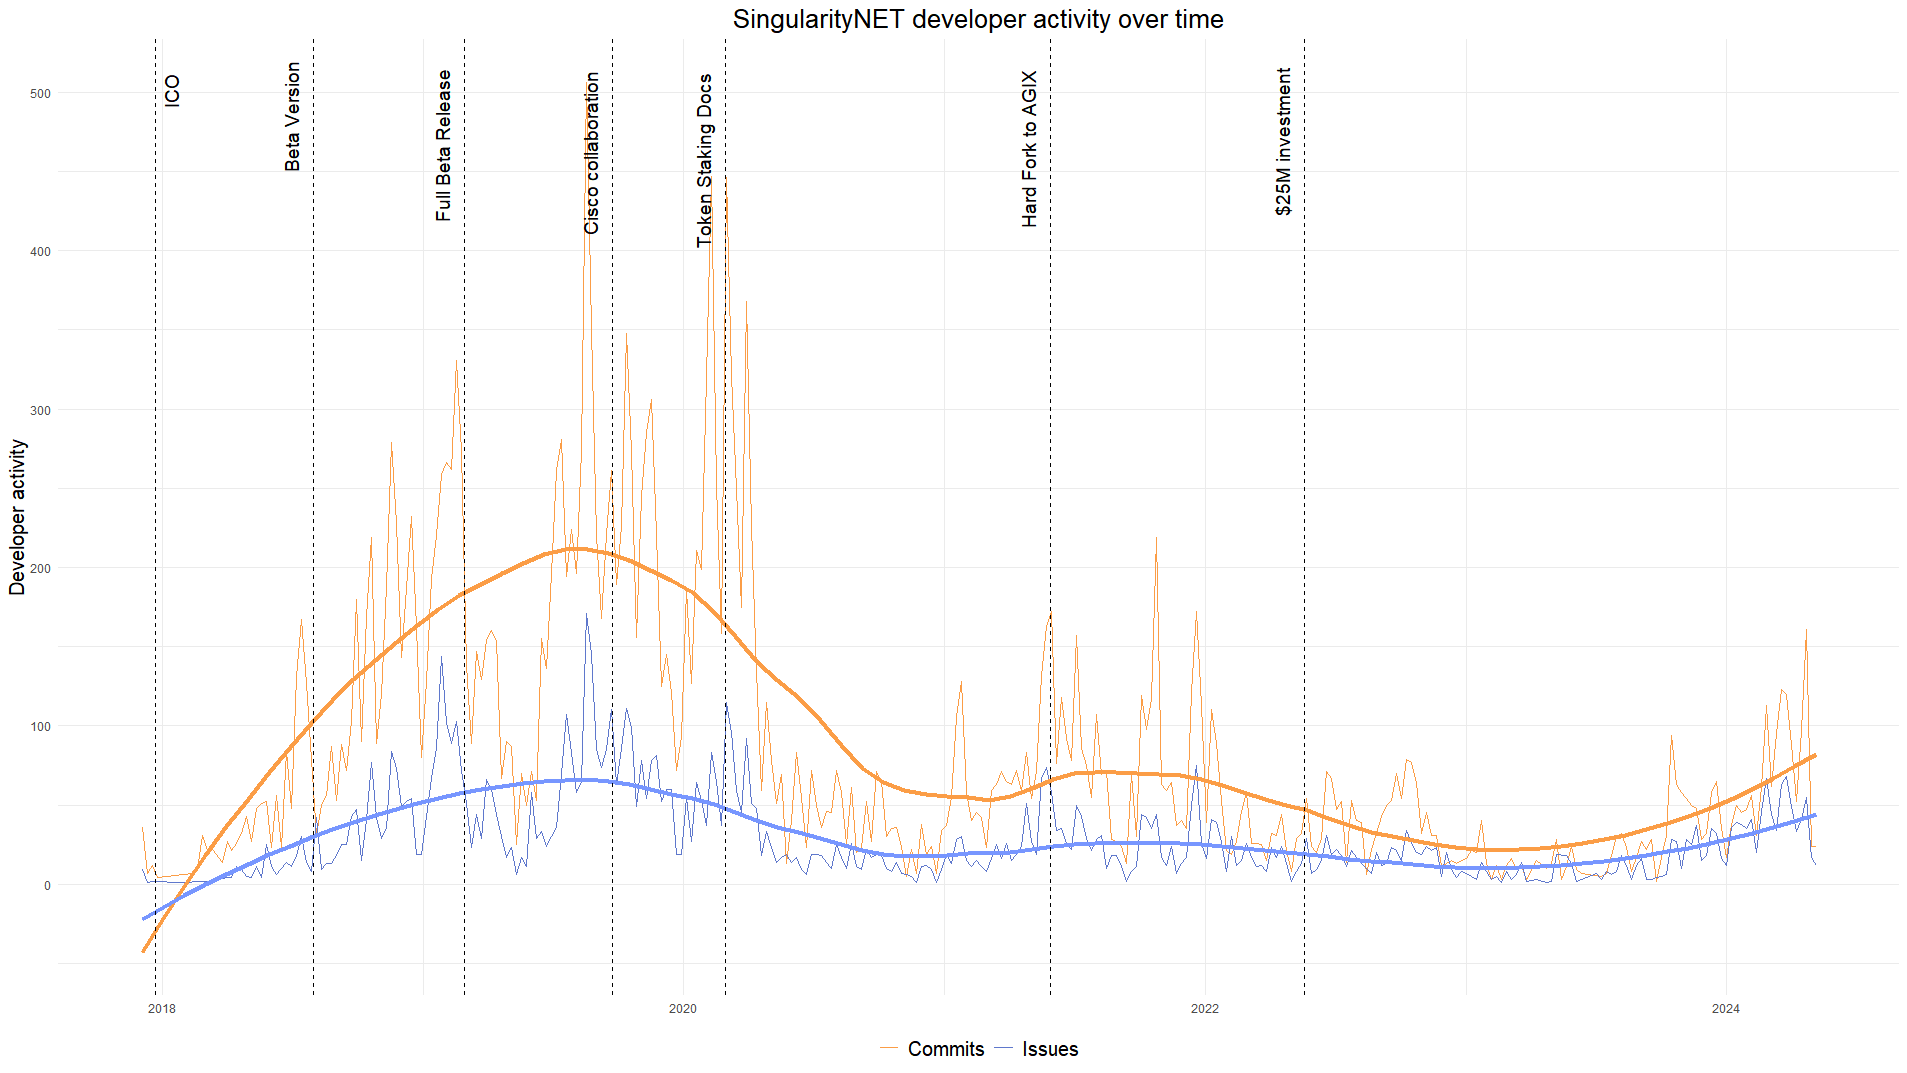 SingularityNET developer activity over time
ICO
Beta Version
Full Beta Release
Cisco collaboration
Token Staking Docs
Hard Fork to AGIX
$25M investment
Developer activity
500
400
300
200
100
0
2018
2020
2022
2024
Commits
Issues